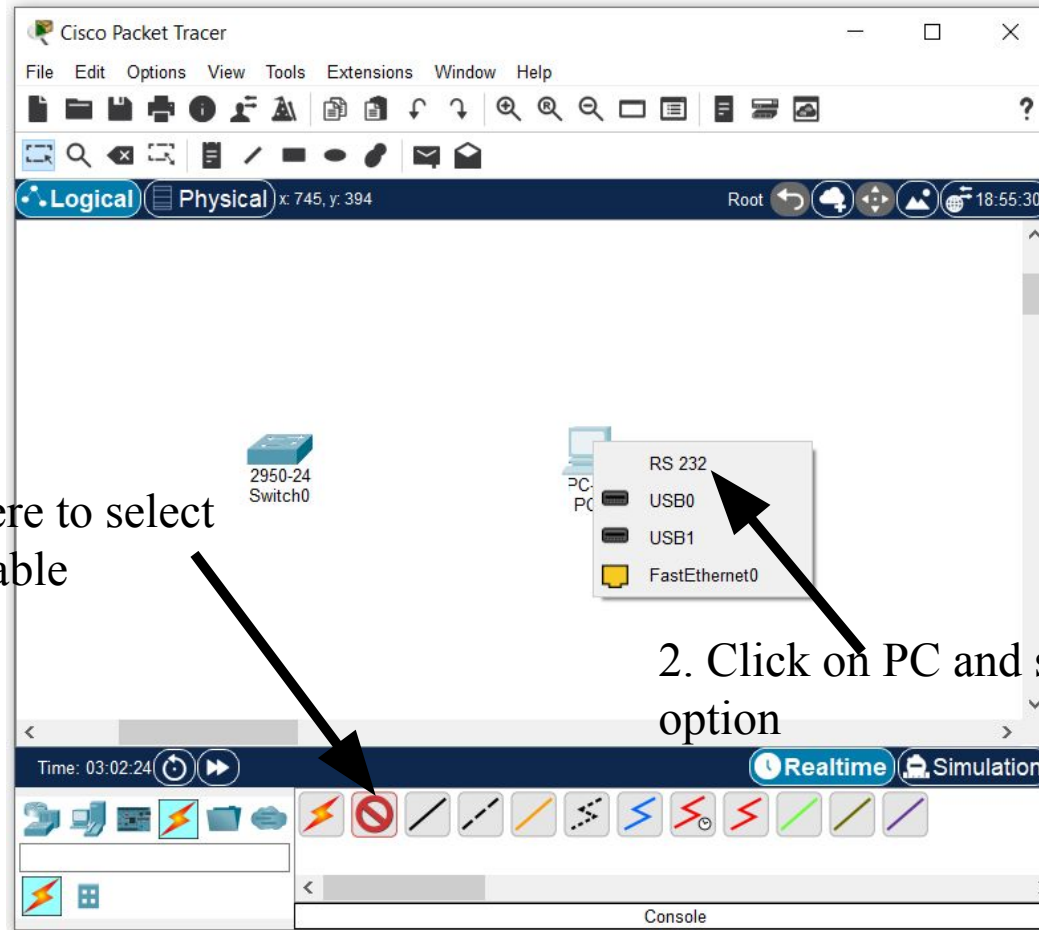 Cisco Packet Tracer
File Edit Options View Tools Extensions Window Help
?
Logical Physical x: 745, y: 394 Root 18:55:30
2950-24
Switch0
RS 232
USB0
USB1
FastEthernet0
to select
2. Click on PC and
option
Time: 03:02:24 Realtime Simulation
Console